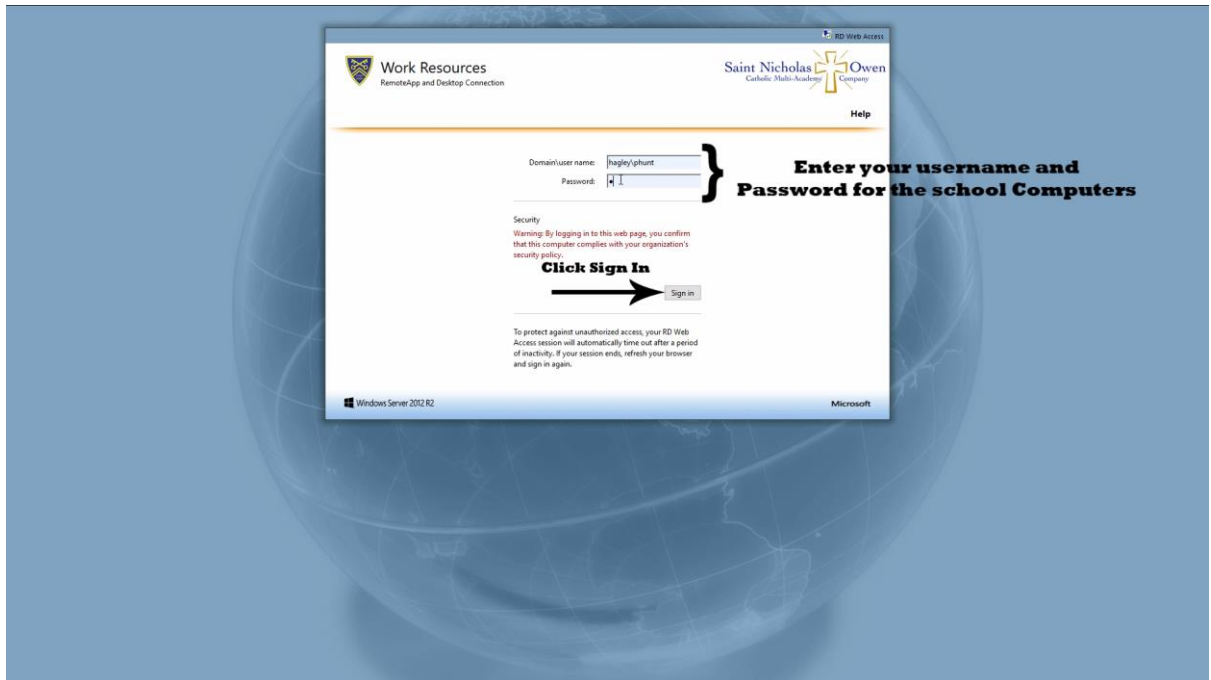 RD Web Access
Work Resources
RemoteApp and Desktop Connection
Saint Nicholas Owen
Catholic Multi-Academy Company
Help
Domain\user name: hagley\phunt
Password:
Enter your username and
Password for the school Computers
Security
Warning: By logging in to this web page, you confirm
that this computer complies with your organization's
security policy.
Click Sign In
Sign in
To protect against unauthorized access, your RD Web
Access session will automatically time out after a period
of inactivity. If your session ends, refresh your browser
and sign in again.
Windows Server 2012 R2
Microsoft